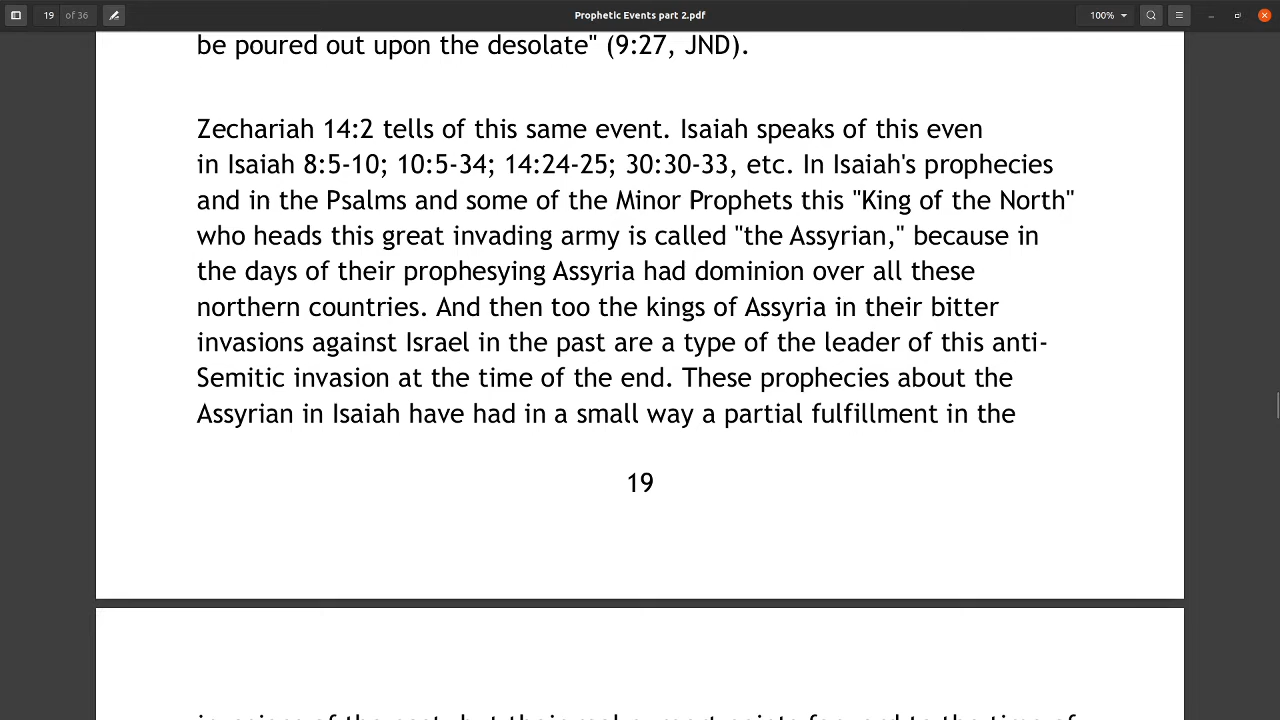 19 of 36
Prophetic Events part 2.pdf
100%
be poured out upon the desolate" (9:27, JND).
Zechariah 14:2 tells of this same event. Isaiah speaks of this even
in Isaiah 8:5-10; 10:5-34; 14:24-25; 30:30-33, etc. In Isaiah's prophecies
and in the Psalms and some of the Minor Prophets this "King of the North"
who heads this great invading army is called "the Assyrian," because in
the days of their prophesying Assyria had dominion over all these
northern countries. And then too the kings of Assyria in their bitter
invasions against Israel in the past are a type of the leader of this anti-
Semitic invasion at the time of the end. These prophecies about the
Assyrian in Isaiah have had in a small way a partial fulfillment in the
19